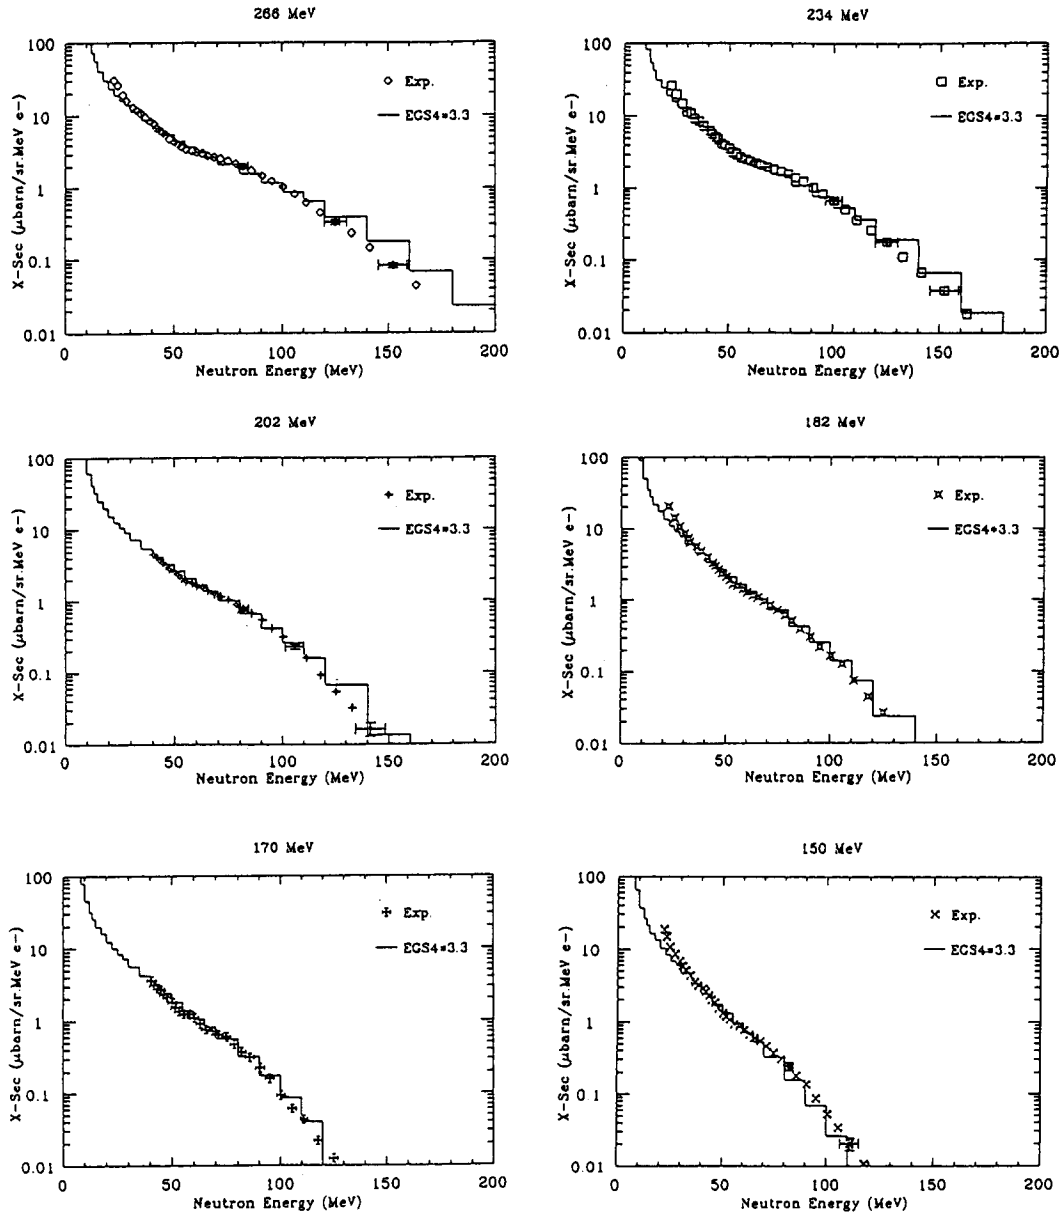 266 MeV
100
10
1
0.1
0.01
X-Sec (μbarn/sr.MeV e-)
Exp.
EGS4*3.3
0 50 100 150 200
Neutron Energy (MeV)
234 MeV
100
10
1
0.1
0.01
X-Sec (μbarn/sr.MeV e-)
Exp.
EGS4*3.3
0 50 100 150 200
Neutron Energy (MeV)
202 MeV
100
10
1
0.1
0.01
X-Sec (μbarn/sr.MeV e-)
Exp.
EGS4*3.3
0 50 100 150 200
Neutron Energy (MeV)
182 MeV
100
10
1
0.1
0.01
X-Sec (μbarn/sr.MeV e-)
Exp.
EGS4*3.3
0 50 100 150 200
Neutron Energy (MeV)
170 MeV
100
10
1
0.1
0.01
X-Sec (μbarn/sr.MeV e-)
Exp.
EGS4*3.3
0 50 100 150 200
Neutron Energy (MeV)
150 MeV
100
10
1
0.1
0.01
X-Sec (μbarn/sr.MeV e-)
Exp.
EGS4*3.3
0 50 100 150 200
Neutron Energy (MeV)